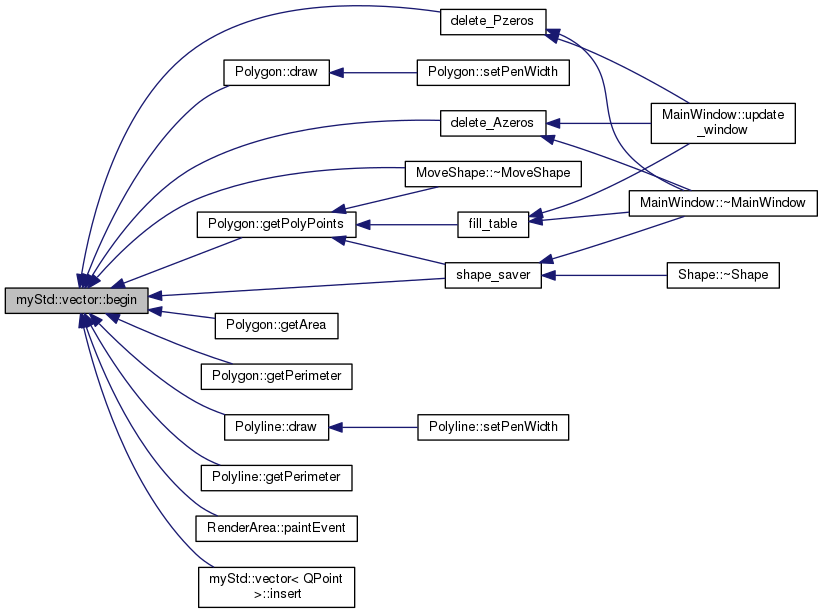 delete_Pzeros
Polygon::draw
Polygon::setPenWidth
MainWindow::update
_window
delete_Azeros
MoveShape::~MoveShape
MainWindow::~MainWindow
Polygon::getPolyPoints
fill_table
shape_saver
Shape::~Shape
myStd::vector::begin
Polygon::getArea
Polygon::getPerimeter
Polyline::draw
Polyline::setPenWidth
Polyline::getPerimeter
RenderArea::paintEvent
myStd::vector< QPoint
>::insert